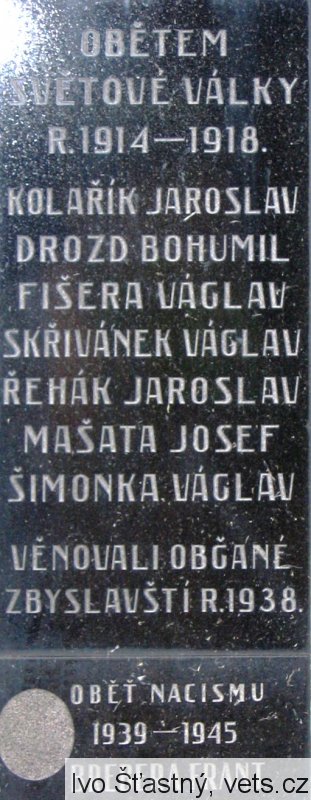 OBĚTEM
SVĚTOVÉ VÁLKY
R.1914—1918.
KOLAŘÍK JAROSLAV
DROZD BOHUMIL
FIŠERA VÁCLAV
SKŘIVÁNEK VÁCLAV
ŘEHÁK JAROSLAV
MAŠATA JOSEF
ŠIMONKA VÁCLAV
VĚNOVALI OBČANÉ
ZBYSLAVŠTÍ R.1938.
OBĚŤ NACISMU
1939—1945
FRANT
Ivo Šťastný, vets.cz